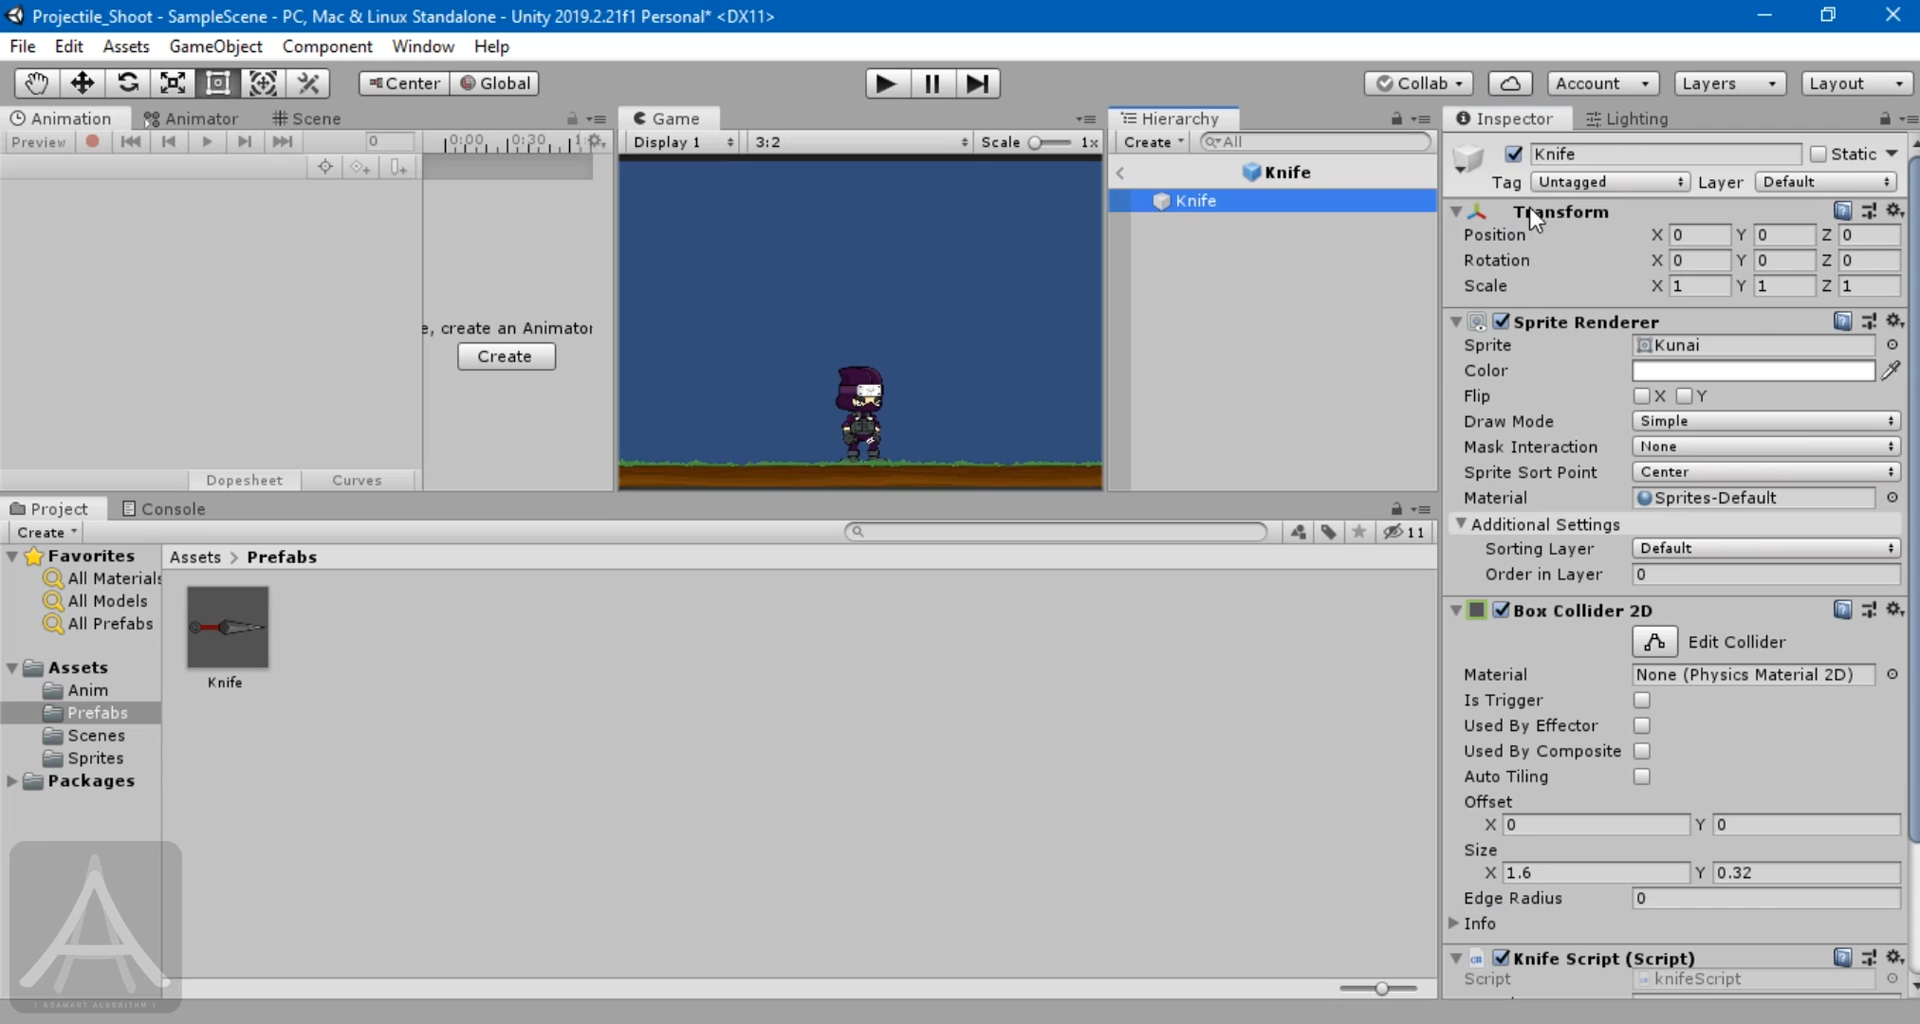 Projectile_Shoot - SampleScene - PC, Mac & Linux Standalone - Unity 2019.2.21f1 Personal* <DX11>
File Edit Assets GameObject Component Window Help
Center Global Collab Account Layers Layout
Animation Animator Scene
Preview 0 0:00 0:30
e, create an Animator
Create
Dopesheet Curves
Game
Display 1 3:2 Scale 1x
Hierarchy
Create All
Knife
Knife
Inspector Lighting
Knife Static
Tag Untagged Layer Default
Transform
Position X 0 Y 0 Z 0
Rotation X 0 Y 0 Z 0
Scale X 1 Y 1 Z 1
Sprite Renderer
Sprite Kunai
Color
Flip X Y
Draw Mode Simple
Mask Interaction None
Sprite Sort Point Center
Material Sprites-Default
Additional Settings
Sorting Layer Default
Order in Layer 0
Box Collider 2D
Edit Collider
Material None (Physics Material 2D)
Is Trigger
Used By Effector
Used By Composite
Auto Tiling
Offset
X 0 Y 0
Size
X 1.6 Y 0.32
Edge Radius 0
Info
Knife Script (Script)
Script knifeScript
Project Console
Create 11
Favorites
All Materials
All Models
All Prefabs
Assets
Anim
Prefabs
Scenes
Sprites
Packages
Assets > Prefabs
Knife
[ ADAMANT ALGORITHM ]